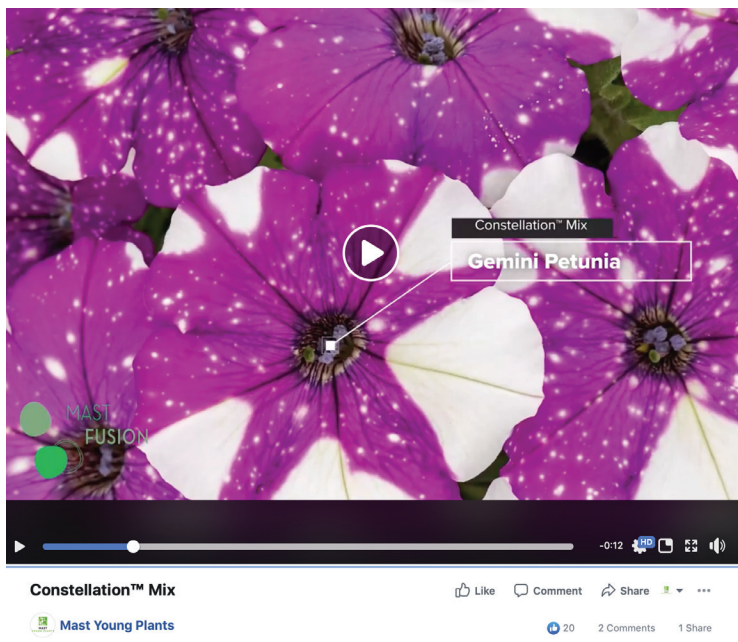 Constellation™ Mix
Gemini Petunia
MAST
FUSION
-0:12 HD
Constellation™ Mix
Like Comment Share
Mast Young Plants
20 2 Comments 1 Share